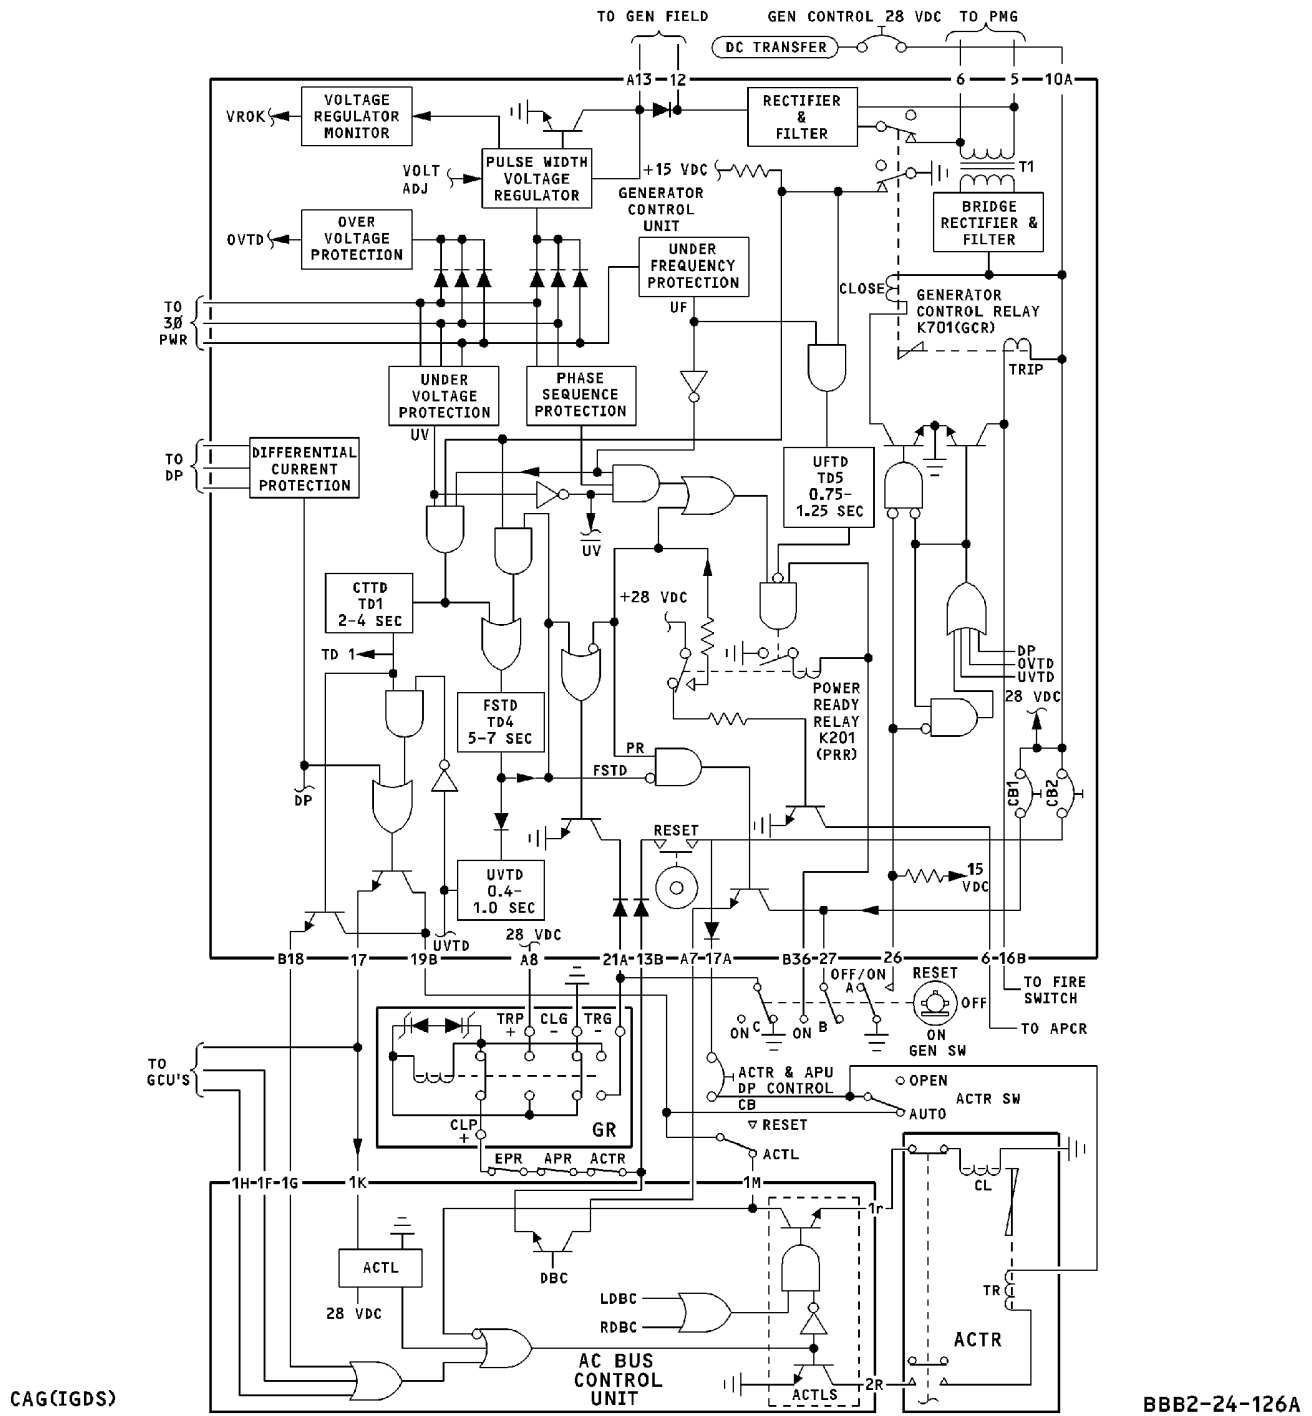 TO GEN FIELD
GEN CONTROL 28 VDC
TO PMG
DC TRANSFER
A13
12
6
5
10A
VROK
VOLTAGE
REGULATOR
MONITOR
RECTIFIER
&
FILTER
VOLT
ADJ
PULSE WIDTH
VOLTAGE
REGULATOR
+15 VDC
T1
GENERATOR
CONTROL
UNIT
BRIDGE
RECTIFIER &
FILTER
OVTD
OVER
VOLTAGE
PROTECTION
UNDER
FREQUENCY
PROTECTION
UF
CLOSE
GENERATOR
CONTROL RELAY
K701(GCR)
TO
3Ø
PWR
TRIP
UNDER
VOLTAGE
PROTECTION
UV
PHASE
SEQUENCE
PROTECTION
TO
DP
DIFFERENTIAL
CURRENT
PROTECTION
UFTD
TD5
0.75-
1.25 SEC
UV
CTTD
TD1
2-4 SEC
+28 VDC
TD 1
DP
OVTD
UVTD
28 VDC
POWER
READY
RELAY
K201
(PRR)
FSTD
TD4
5-7 SEC
PR
FSTD
CB1
CB2
DP
RESET
UVTD
0.4-
1.0 SEC
15
VDC
UVTD
28 VDC
B18
17
19B
A8
21A
13B
A7
17A
B36
27
26
6
16B
OFF/ON
A
RESET
OFF
ON
GEN SW
TO FIRE
SWITCH
TO APCR
ON
C
ON
B
TRP
+
CLG
-
TRG
-
TO
GCU'S
ACTR & APU
DP CONTROL
CB
OPEN
ACTR SW
AUTO
CLP
+
GR
RESET
ACTL
EPR
APR
ACTR
1H
1F
1G
1K
1M
1r
CL
ACTL
28 VDC
DBC
LDBC
RDBC
TR
ACTR
AC BUS
CONTROL
UNIT
ACTLS
2R
CAG(IGDS)
BBB2-24-126A